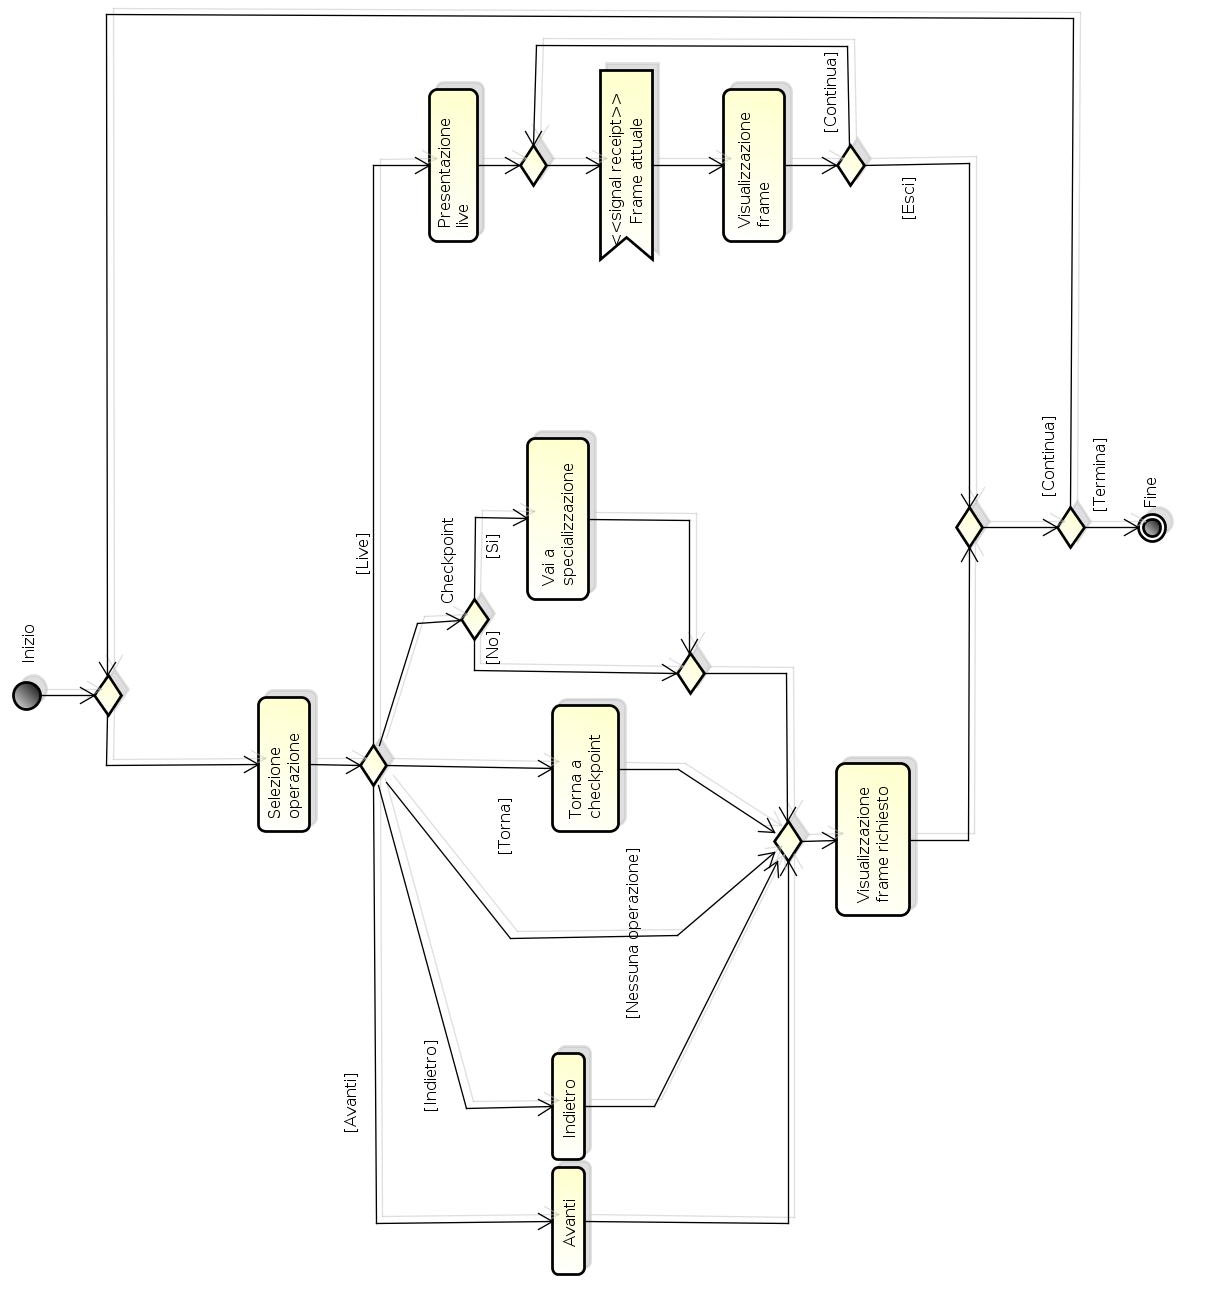 Inizio
Selezione
operazione
[Live]
[Avanti]
[Indietro]
[Torna]
[Nessuna operazione]
Checkpoint
[Si]
[No]
Presentazione
live
<<signal receipt>>
Frame attuale
Visualizzazione
frame
[Continua]
[Esci]
Vai a
specializzazione
Torna a
checkpoint
Indietro
Avanti
Visualizzazione
frame richiesto
[Continua]
[Termina]
Fine